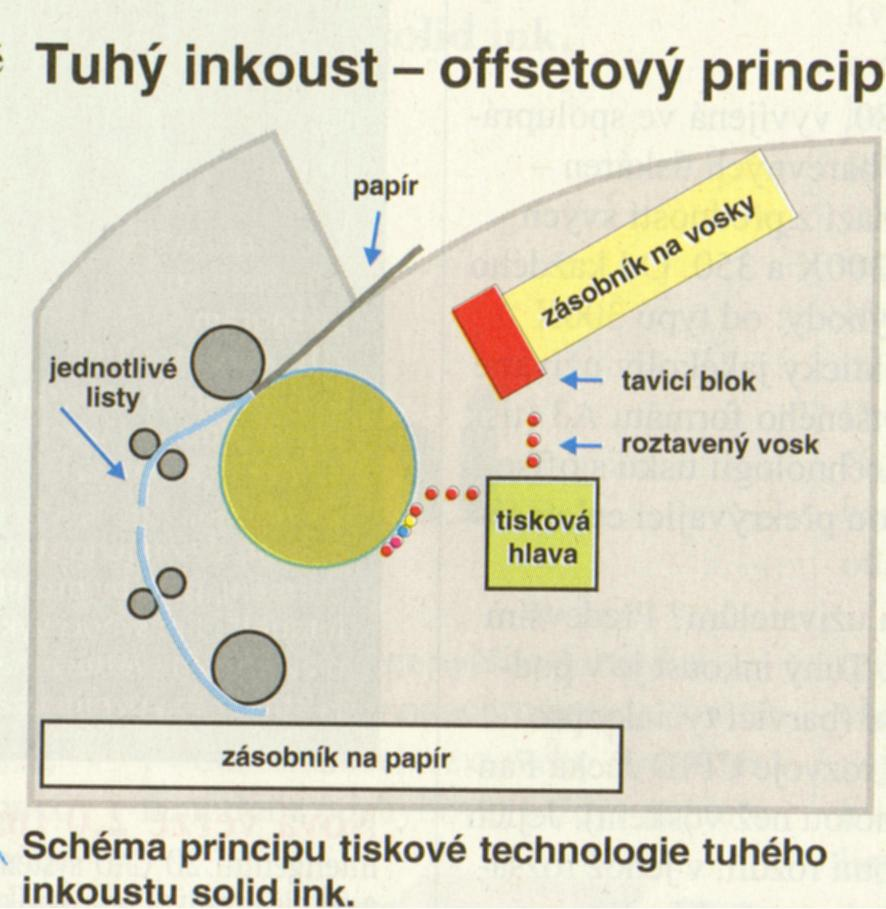 Tuhý inkoust – offsetový princip
papír
zásobník na vosky
jednotlivé
listy
tavicí blok
roztavený vosk
tisková
hlava
zásobník na papír
Schéma principu tiskové technologie tuhého
inkoustu solid ink.